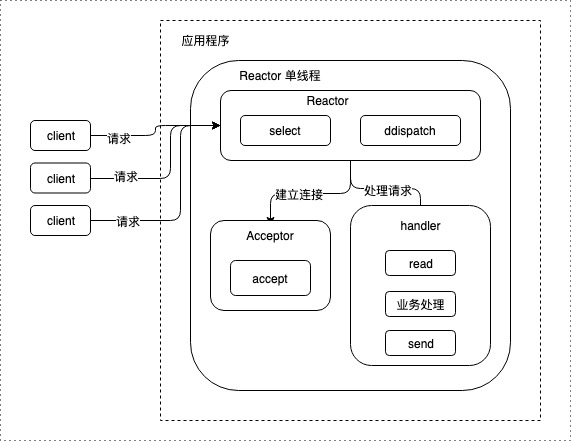 应用程序
Reactor 单线程
Reactor
select
ddispatch
client
请求
client
请求
client
请求
建立连接
处理请求
Acceptor
accept
handler
read
业务处理
send